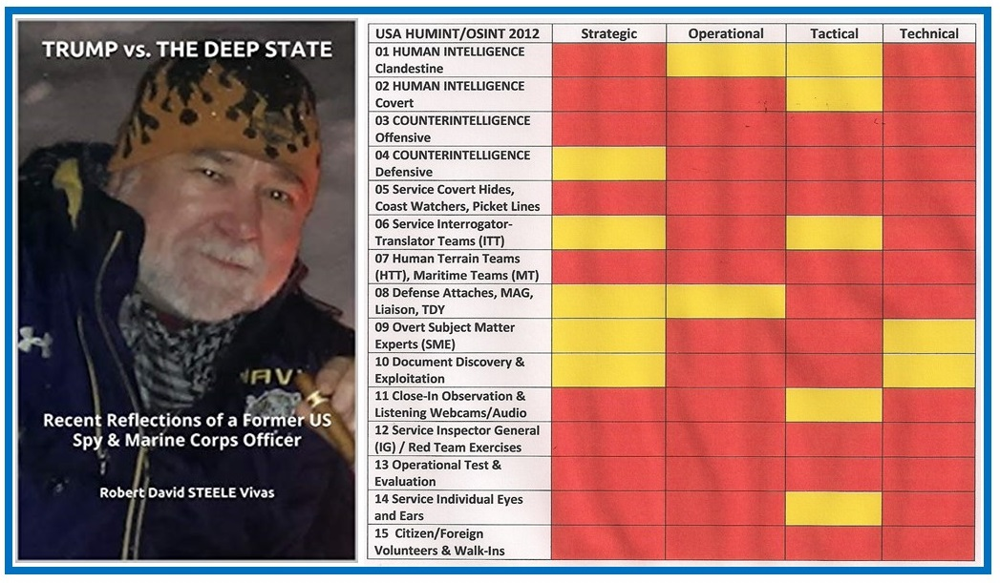 TRUMP vs. THE DEEP STATE
NAVY
Recent Reflections of a Former US
Spy & Marine Corps Officer
Robert David STEELE Vivas
USA HUMINT/OSINT 2012 Strategic Operational Tactical Technical
01 HUMAN INTELLIGENCE
Clandestine
02 HUMAN INTELLIGENCE
Covert
03 COUNTERINTELLIGENCE
Offensive
04 COUNTERINTELLIGENCE
Defensive
05 Service Covert Hides,
Coast Watchers, Picket Lines
06 Service Interrogator-
Translator Teams (ITT)
07 Human Terrain Teams
(HTT), Maritime Teams (MT)
08 Defense Attaches, MAG,
Liaison, TDY
09 Overt Subject Matter
Experts (SME)
10 Document Discovery &
Exploitation
11 Close-In Observation &
Listening Webcams/Audio
12 Service Inspector General
(IG) / Red Team Exercises
13 Operational Test &
Evaluation
14 Service Individual Eyes
and Ears
15 Citizen/Foreign
Volunteers & Walk-Ins